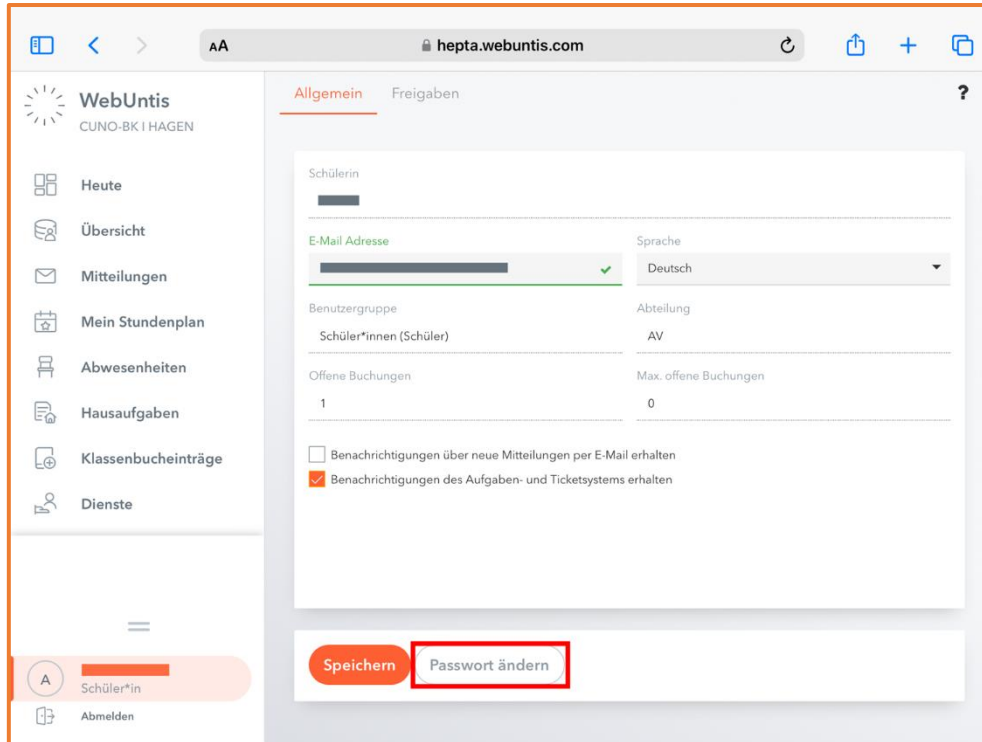 AA
hepta.webuntis.com
WebUntis
CUNO-BK I HAGEN
Heute
Übersicht
Mitteilungen
Mein Stundenplan
Abwesenheiten
Hausaufgaben
Klassenbucheinträge
Dienste
A
Schüler*in
Abmelden
Allgemein Freigaben
?
Schülerin
E-Mail Adresse Sprache
Deutsch
Benutzergruppe Abteilung
Schüler*innen (Schüler) AV
Offene Buchungen Max. offene Buchungen
1 0
Benachrichtigungen über neue Mitteilungen per E-Mail erhalten
Benachrichtigungen des Aufgaben- und Ticketsystems erhalten
Speichern Passwort ändern